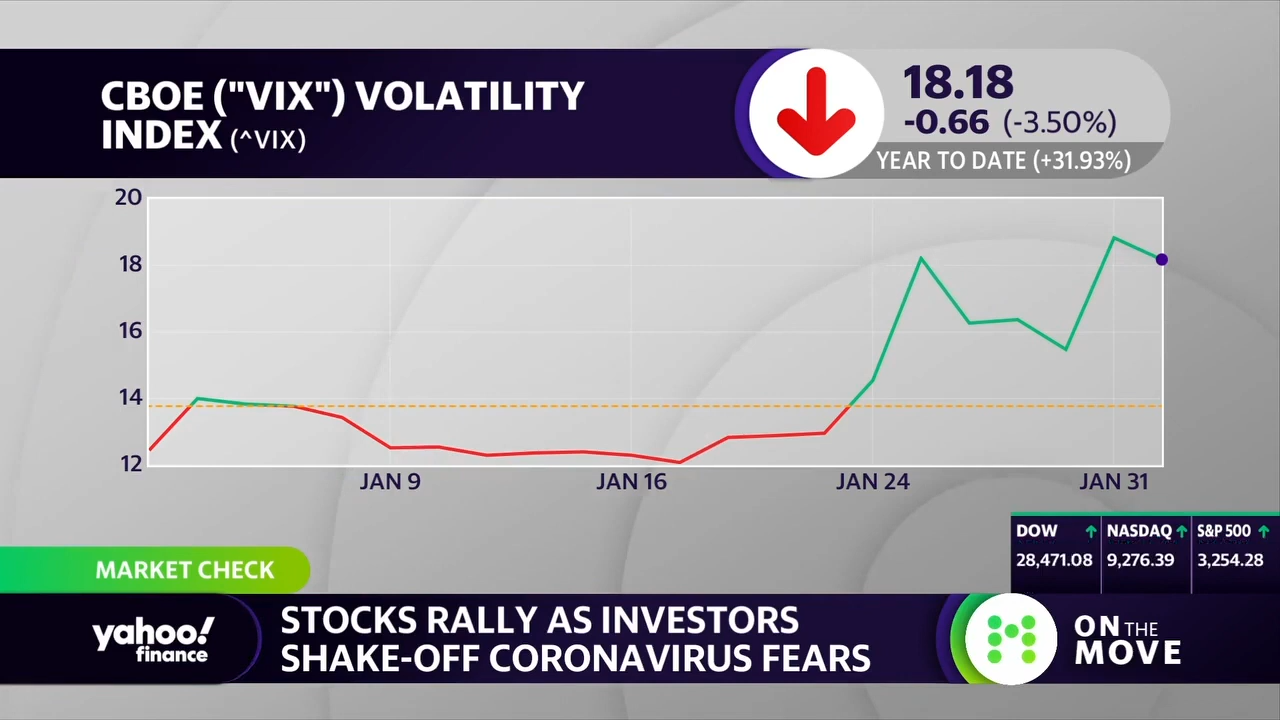 CBOE ("VIX") VOLATILITY
INDEX (^VIX)
18.18
-0.66 (-3.50%)
YEAR TO DATE (+31.93%)
20
18
16
14
12
JAN 9
JAN 16
JAN 24
JAN 31
DOW
28,471.08
NASDAQ
9,276.39
S&P 500
3,254.28
MARKET CHECK
yahoo!
finance
STOCKS RALLY AS INVESTORS
SHAKE-OFF CORONAVIRUS FEARS
ON THE
MOVE